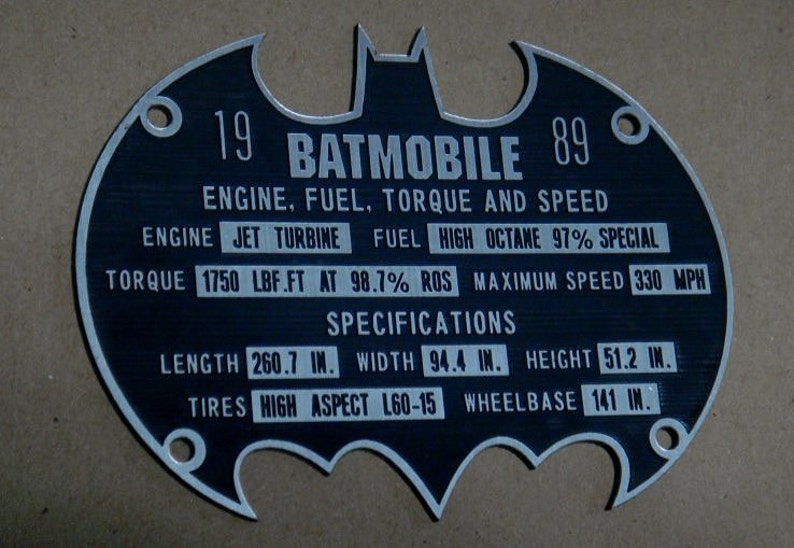 19 BATMOBILE 89
ENGINE, FUEL, TORQUE AND SPEED
ENGINE JET TURBINE FUEL HIGH OCTANE 97% SPECIAL
TORQUE 1750 LBF.FT AT 98.7% ROS MAXIMUM SPEED 330 MPH
SPECIFICATIONS
LENGTH 260.7 IN. WIDTH 94.4 IN. HEIGHT 51.2 IN.
TIRES HIGH ASPECT L60-15 WHEELBASE 141 IN.